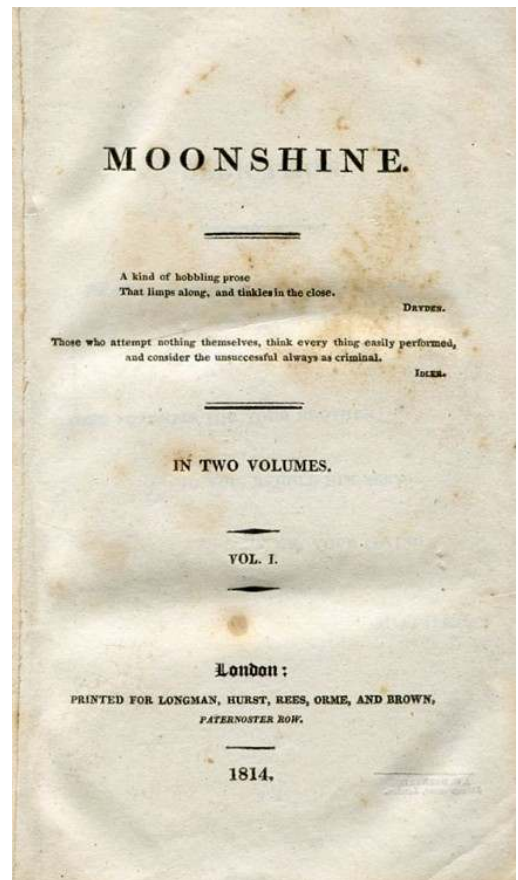 MOONSHINE.
A kind of hobbling prose
That limps along, and tinkles in the close.
DRYDEN.
Those who attempt nothing themselves, think every thing easily performed,
and consider the unsuccessful always as criminal.
IDLER.
IN TWO VOLUMES.
VOL. I.
London:
PRINTED FOR LONGMAN, HURST, REES, ORME, AND BROWN,
PATERNOSTER ROW.
1814.